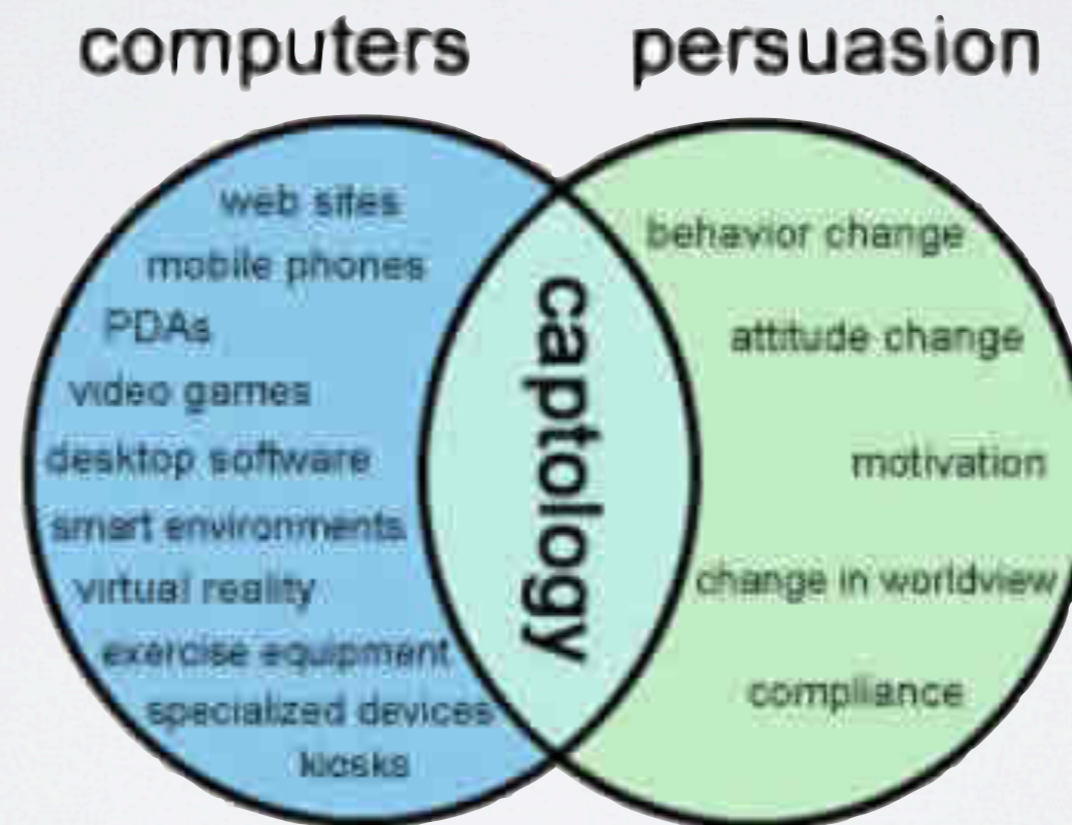 computers
persuasion
web sites
mobile phones
PDAs
video games
desktop software
smart environments
virtual reality
exercise equipment
specialized devices
kiosks
captology
behavior change
attitude change
motivation
change in worldview
compliance